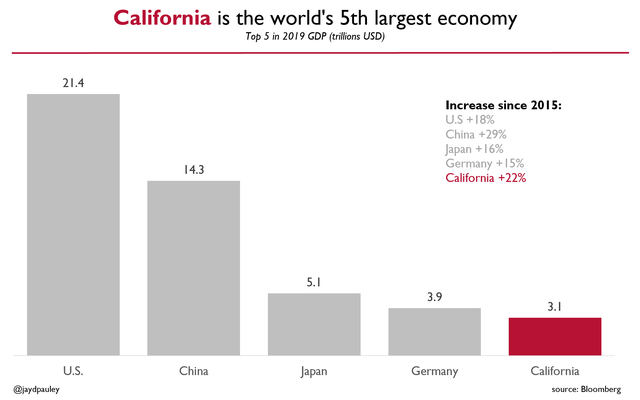 California is the world's 5th largest economy
Top 5 in 2019 GDP (trillions USD)
21.4
14.3
5.1
3.9
3.1
Increase since 2015:
U.S +18%
China +29%
Japan +16%
Germany +15%
California +22%
U.S.
China
Japan
Germany
California
@jaydpauley
source: Bloomberg